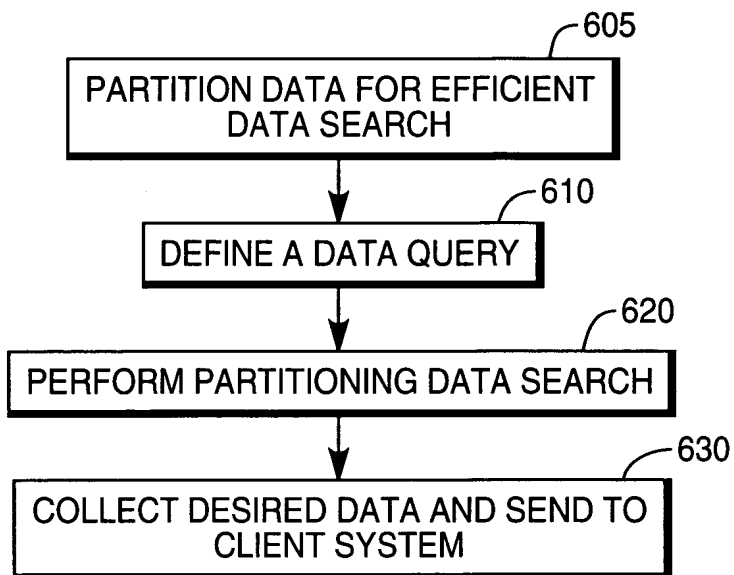 605
PARTITION DATA FOR EFFICIENT
DATA SEARCH
610
DEFINE A DATA QUERY
620
PERFORM PARTITIONING DATA SEARCH
630
COLLECT DESIRED DATA AND SEND TO
CLIENT SYSTEM